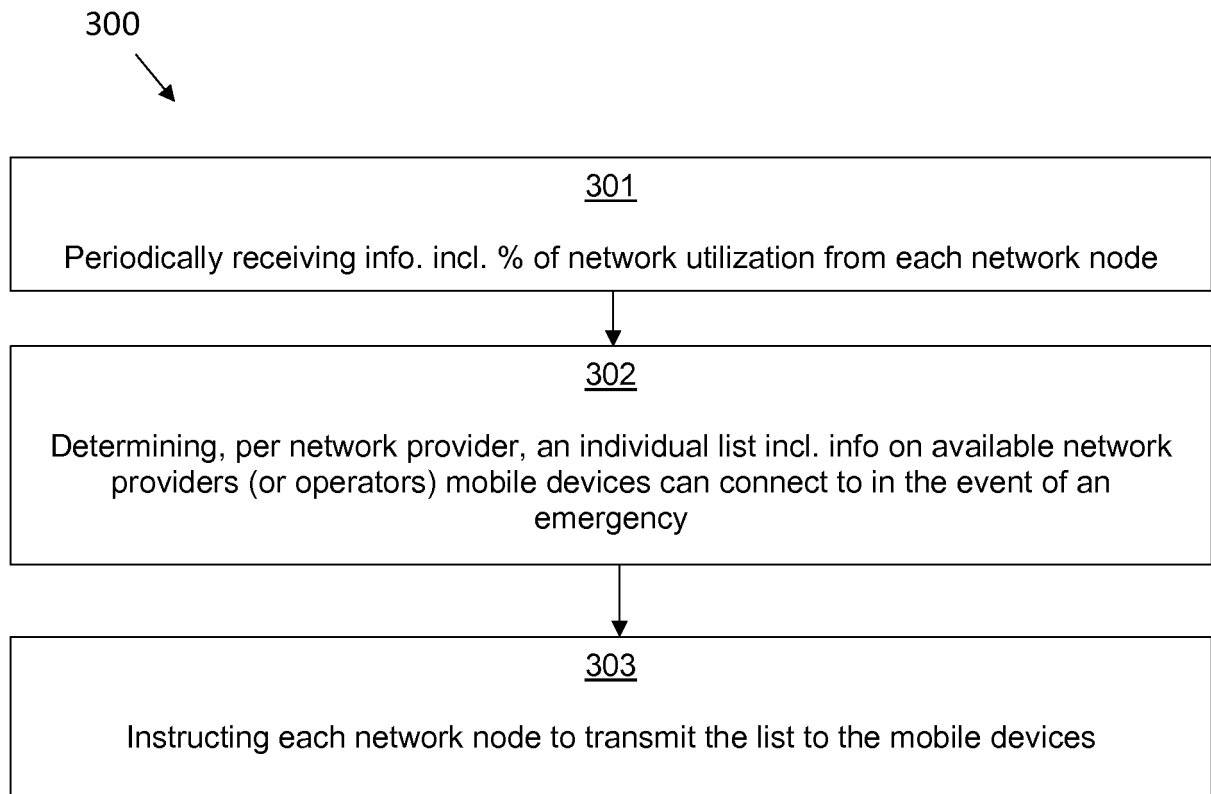 300
301
Periodically receiving info. incl. % of network utilization from each network node
302
Determining, per network provider, an individual list incl. info on available network
providers (or operators) mobile devices can connect to in the event of an
emergency
303
Instructing each network node to transmit the list to the mobile devices